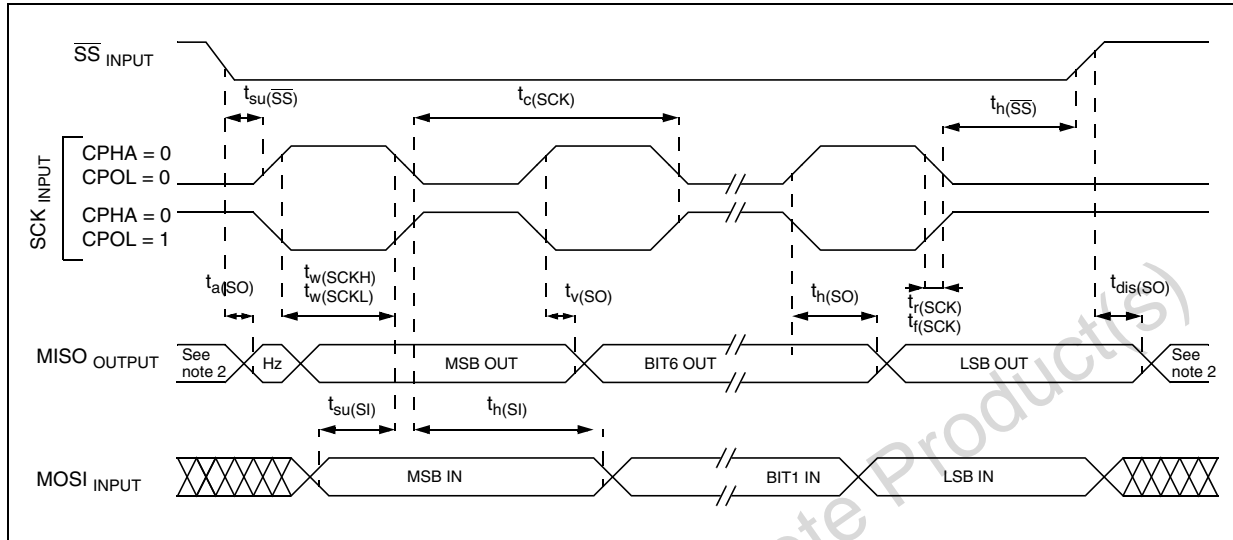 SS INPUT
tsu(SS)
tc(SCK)
th(SS)
SCK INPUT
CPHA = 0
CPOL = 0
CPHA = 0
CPOL = 1
ta(SO)
tw(SCKH)
tw(SCKL)
tv(SO)
th(SO)
tr(SCK)
tf(SCK)
tdis(SO)
MISO OUTPUT
See
note 2
Hz
MSB OUT
BIT6 OUT
LSB OUT
See
note 2
tsu(SI)
th(SI)
MOSI INPUT
MSB IN
BIT1 IN
LSB IN
Product(s)